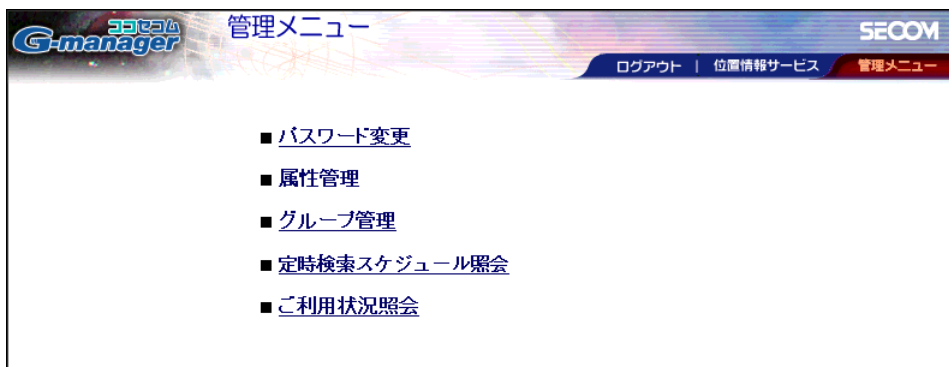 ココセコム
G-manager
管理メニュー
SECOM
ログアウト | 位置情報サービス 管理メニュー
■ パスワード変更
■ 属性管理
■ グループ管理
■ 定時検索スケジュール照会
■ ご利用状況照会